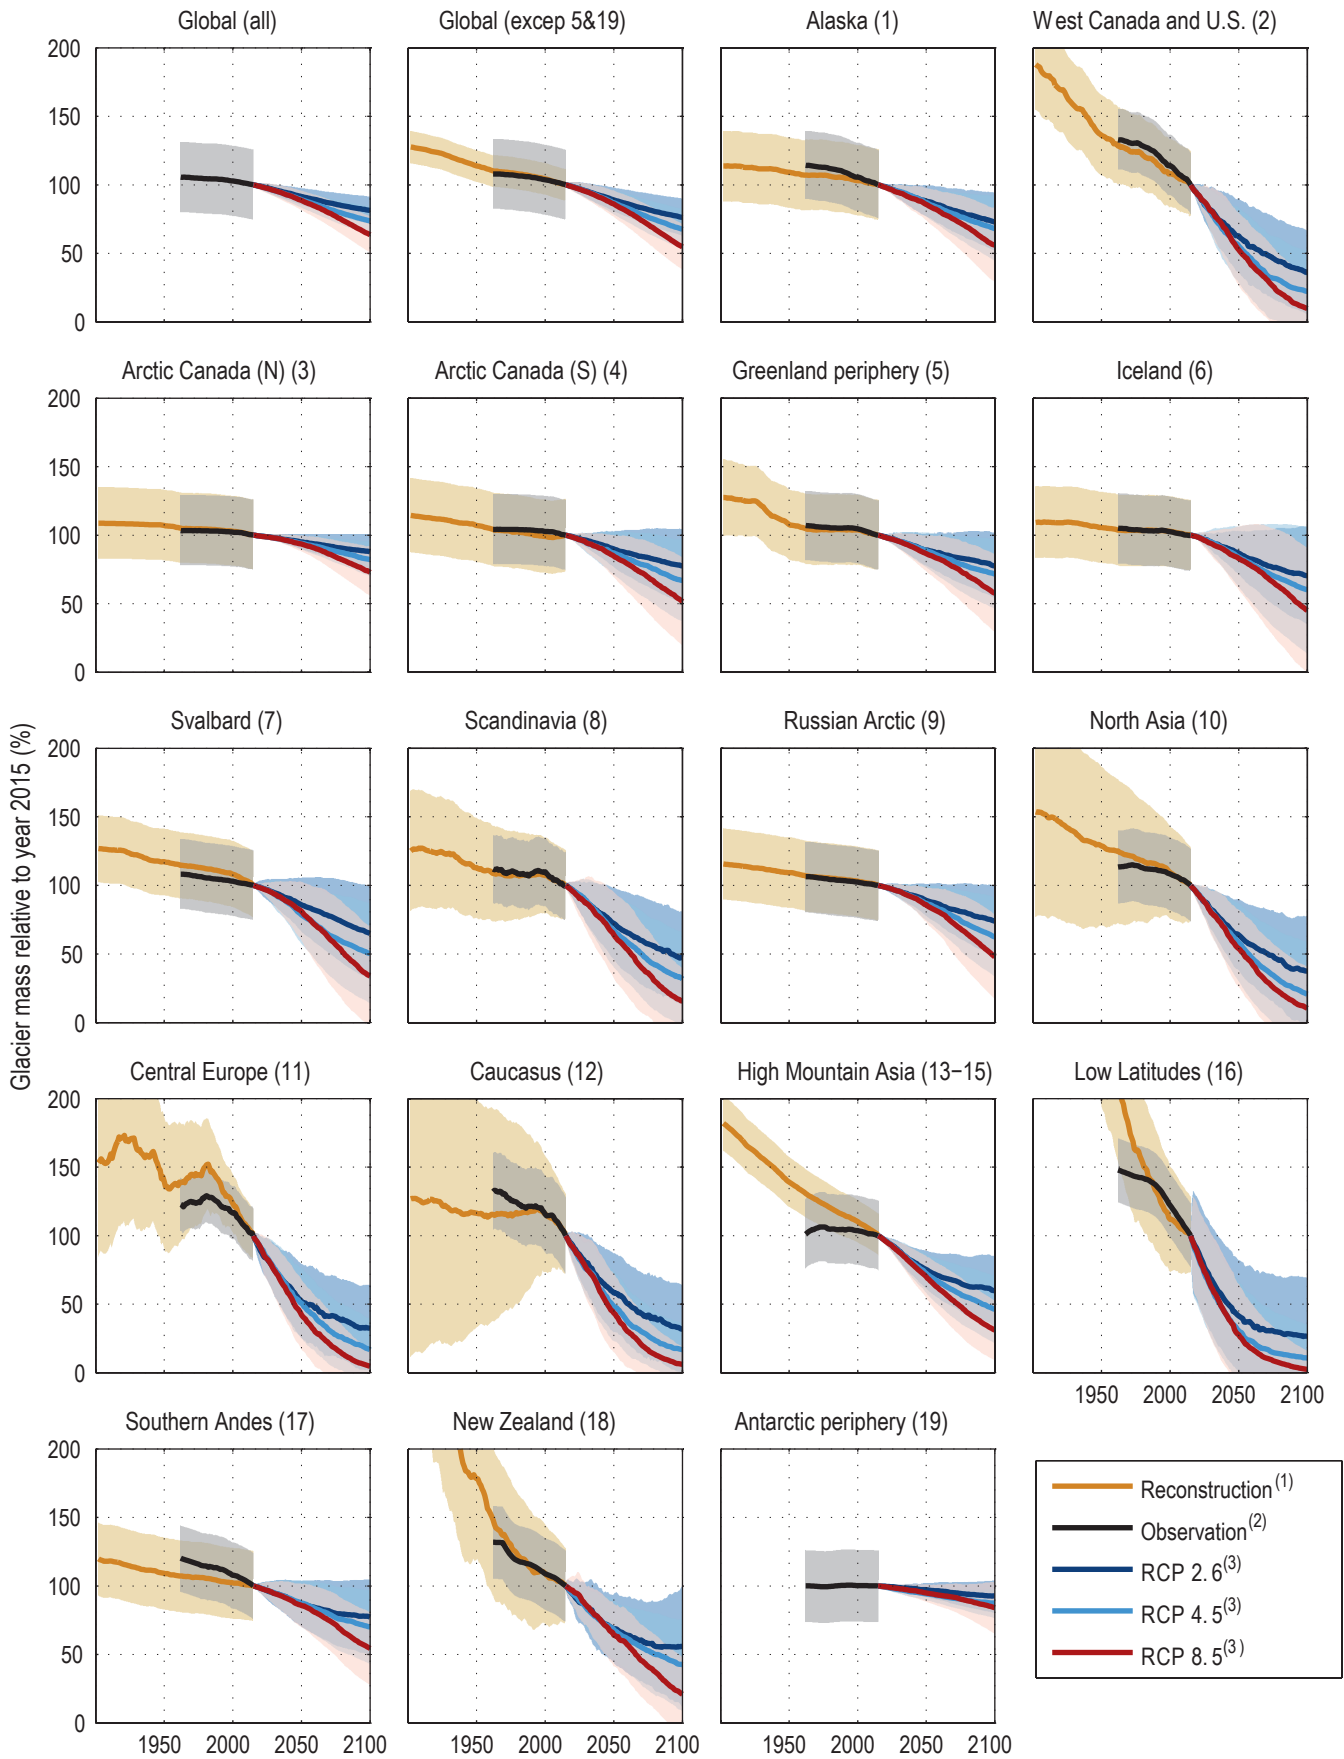 Global (all)
Global (excep 5&19)
Alaska (1)
West Canada and U.S. (2)
200
150
100
50
0
Arctic Canada (N) (3)
Arctic Canada (S) (4)
Greenland periphery (5)
Iceland (6)
200
150
100
50
0
Glacier mass relative to year 2015 (%)
Svalbard (7)
Scandinavia (8)
Russian Arctic (9)
North Asia (10)
200
150
100
50
0
Central Europe (11)
Caucasus (12)
High Mountain Asia (13−15)
Low Latitudes (16)
200
150
100
50
0
1950 2000 2050 2100
Southern Andes (17)
New Zealand (18)
Antarctic periphery (19)
200
150
100
50
0
1950 2000 2050 2100
1950 2000 2050 2100
1950 2000 2050 2100
Reconstruction(1)
Observation(2)
RCP 2.6(3)
RCP 4.5(3)
RCP 8.5(3)